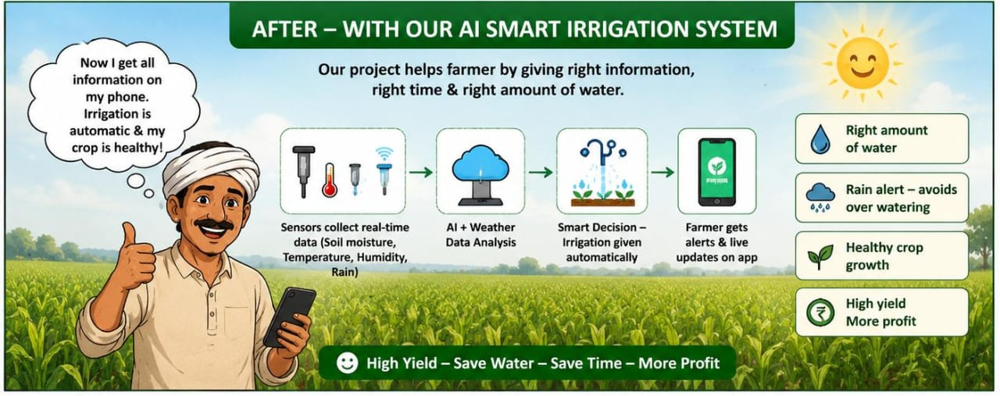 AFTER – WITH OUR AI SMART IRRIGATION SYSTEM
Our project helps farmer by giving right information,
right time & right amount of water.
Now I get all
information on
my phone.
Irrigation is
automatic & my
crop is healthy!
Sensors collect real-time
data (Soil moisture,
Temperature, Humidity,
Rain)
AI + Weather
Data Analysis
Smart Decision –
Irrigation given
automatically
Farmer gets
alerts & live
updates on app
Right amount
of water
Rain alert – avoids
over watering
Healthy crop
growth
₹
High yield
More profit
High Yield – Save Water – Save Time – More Profit